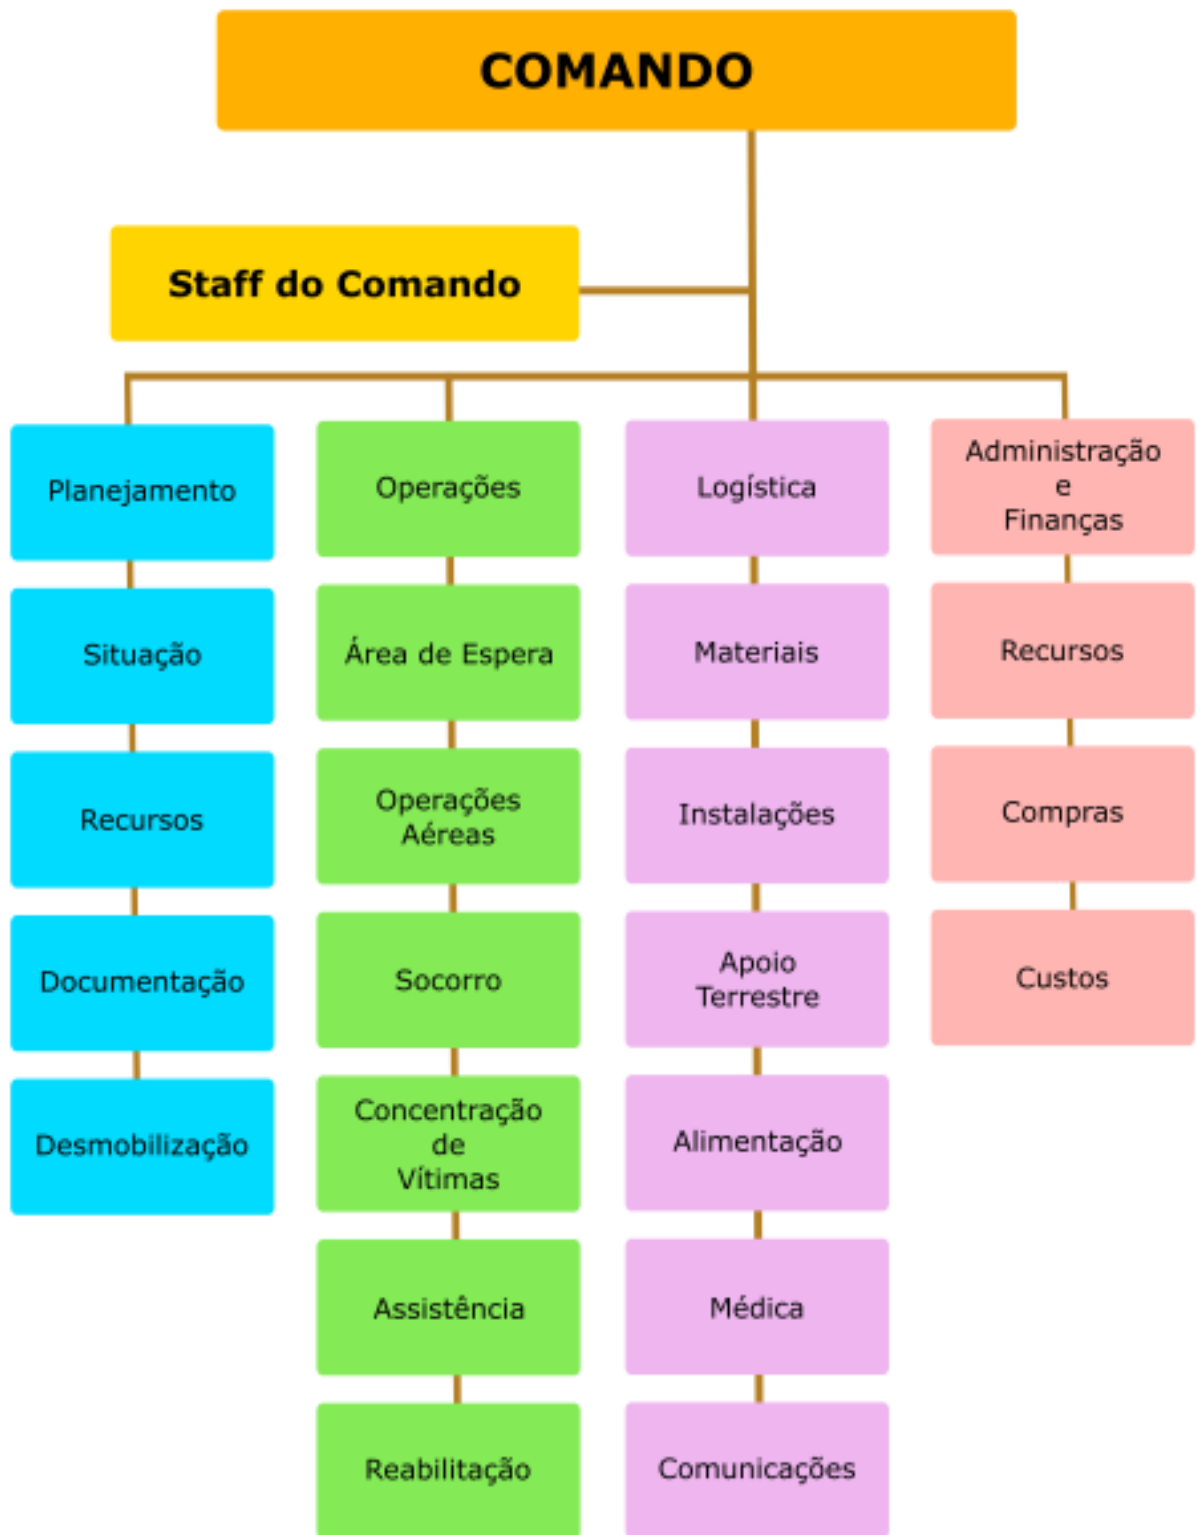 COMANDO
Staff do Comando
Planejamento
Situação
Recursos
Documentação
Desmobilização
Operações
Área de Espera
Operações
Aéreas
Socorro
Concentração
de
Vítimas
Assistência
Reabilitação
Logística
Materiais
Instalações
Apoio
Terrestre
Alimentação
Médica
Comunicações
Administração
e
Finanças
Recursos
Compras
Custos